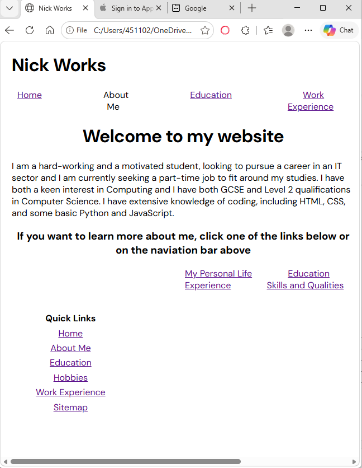 Nick Works
Sign in to App
Google
File
C:/Users/451102/OneDrive...
Chat
Nick Works
Home
About
Me
Education
Work
Experience
Welcome to my website
I am a hard-working and a motivated student, looking to pursue a career in an IT
sector and I am currently seeking a part-time job to fit around my studies. I have
both a keen interest in Computing and I have both GCSE and Level 2 qualifications
in Computer Science. I have extensive knowledge of coding, including HTML, CSS,
and some basic Python and JavaScript.
If you want to learn more about me, click one of the links below or
on the naviation bar above
My Personal Life
Education
Experience
Skills and Qualities
Quick Links
Home
About Me
Education
Hobbies
Work Experience
Sitemap